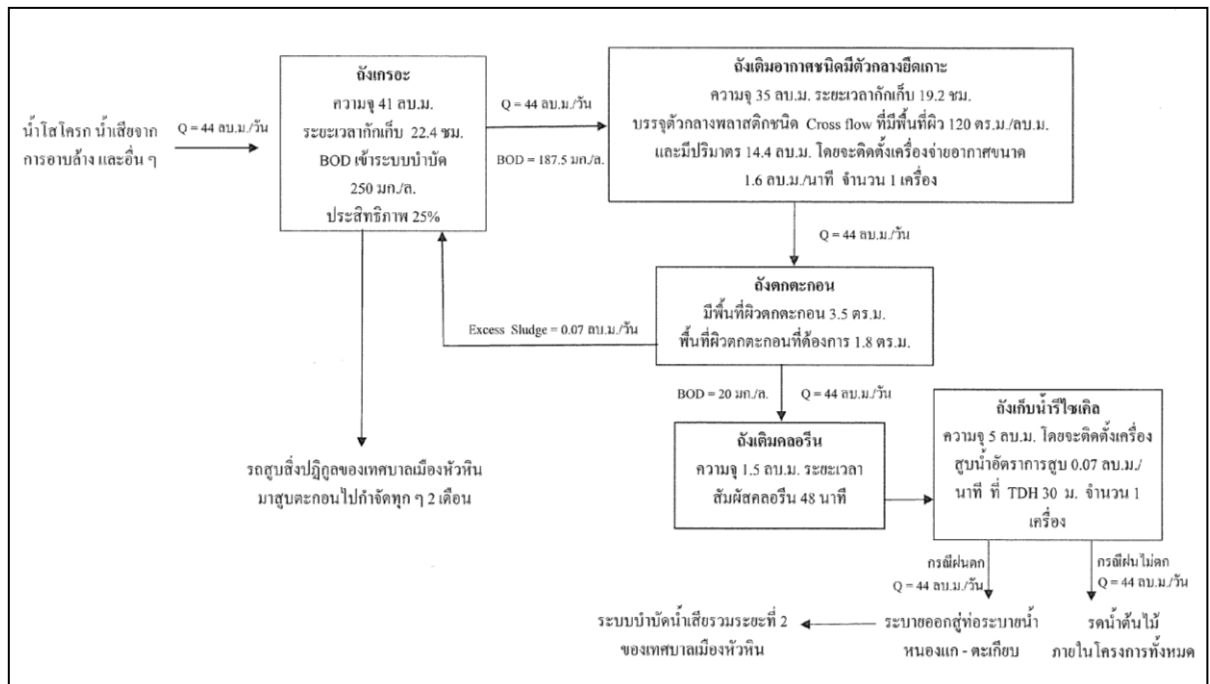 น้ำโสโครก น้ำเสียจาก
การอาบล้าง และอื่น ๆ
Q = 44 ลบ.ม./วัน
ถังเกรอะ
ความจุ 41 ลบ.ม.
ระยะเวลากักเก็บ 22.4 ชม.
BOD เข้าระบบบำบัด
250 มก./ล.
ประสิทธิภาพ 25%
Q = 44 ลบ.ม./วัน
BOD = 187.5 มก./ล.
ถังเติมอากาศชนิดมีตัวกลางยึดเกาะ
ความจุ 35 ลบ.ม. ระยะเวลากักเก็บ 19.2 ชม.
บรรจุตัวกลางพลาสติกชนิด Cross flow ที่มีพื้นที่ผิว 120 ตร.ม./ลบ.ม.
และมีปริมาตร 14.4 ลบ.ม. โดยจะติดตั้งเครื่องจ่ายอากาศขนาด
1.6 ลบ.ม./นาที จำนวน 1 เครื่อง
Q = 44 ลบ.ม./วัน
ถังตกตะกอน
มีพื้นที่ผิวตกตะกอน 3.5 ตร.ม.
พื้นที่ผิวตกตะกอนที่ต้องการ 1.8 ตร.ม.
Excess Sludge = 0.07 ลบ.ม./วัน
BOD = 20 มก./ล.
Q = 44 ลบ.ม./วัน
ถังเติมคลอรีน
ความจุ 1.5 ลบ.ม. ระยะเวลา
สัมผัสคลอรีน 48 นาที
ถังเก็บน้ำรีไซเคิล
ความจุ 5 ลบ.ม. โดยจะติดตั้งเครื่อง
สูบน้ำอัตราการสูบ 0.07 ลบ.ม./
นาที ที่ TDH 30 ม. จำนวน 1
เครื่อง
รถสูบสิ่งปฏิกูลของเทศบาลเมืองหัวหิน
มาสูบตะกอนไปกำจัดทุก ๆ 2 เดือน
กรณีฝนตก
Q = 44 ลบ.ม./วัน
กรณีฝนไม่ตก
Q = 44 ลบ.ม./วัน
ระบบบำบัดน้ำเสียรวมระยะที่ 2
ของเทศบาลเมืองหัวหิน
ระบายออกสู่ท่อระบายน้ำ
หนองแก - ตะเกียบ
รดน้ำต้นไม้
ภายในโครงการทั้งหมด